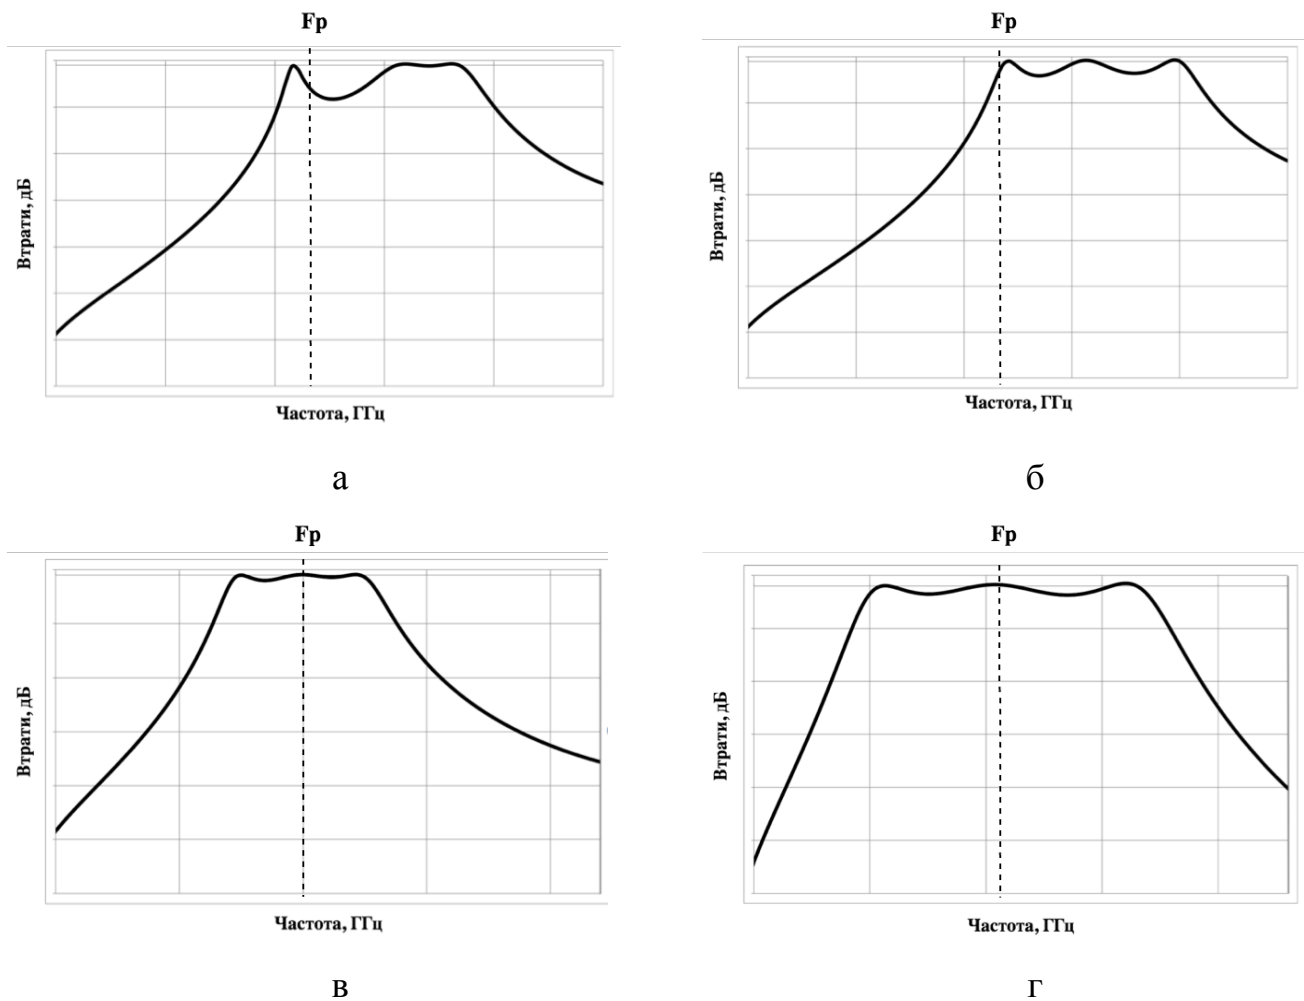 Fp
Втрати, дБ
Частота, ГГц
а
Fp
Втрати, дБ
Частота, ГГц
б
Fp
Втрати, дБ
Частота, ГГц
в
Fp
Втрати, дБ
Частота, ГГц
г